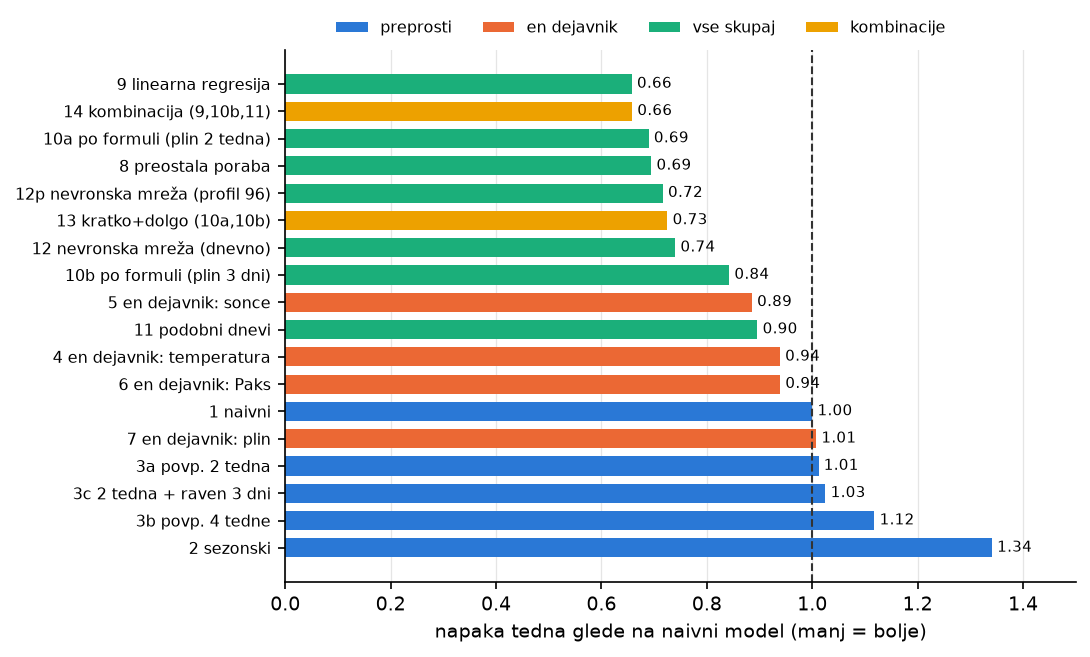 preprosti en dejavnik vse skupaj kombinacije
9 linearna regresija 0.66
14 kombinacija (9,10b,11) 0.66
10a po formuli (plin 2 tedna) 0.69
8 preostala poraba 0.69
12p nevronska mreža (profil 96) 0.72
13 kratko+dolgo (10a,10b) 0.73
12 nevronska mreža (dnevno) 0.74
10b po formuli (plin 3 dni) 0.84
5 en dejavnik: sonce 0.89
11 podobni dnevi 0.90
4 en dejavnik: temperatura 0.94
6 en dejavnik: Paks 0.94
1 naivni 1.00
7 en dejavnik: plin 1.01
3a povp. 2 tedna 1.01
3c 2 tedna + raven 3 dni 1.03
3b povp. 4 tedne 1.12
2 sezonski 1.34
0.0 0.2 0.4 0.6 0.8 1.0 1.2 1.4
napaka tedna glede na naivni model (manj = bolje)